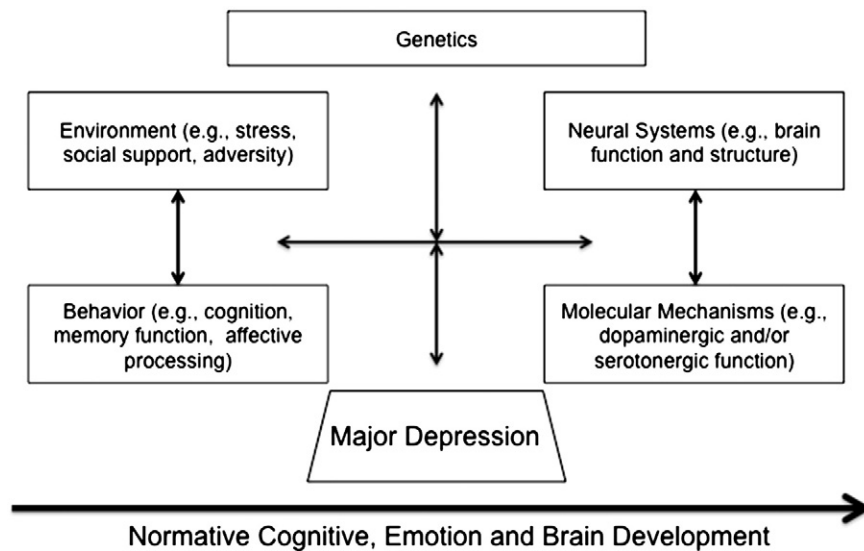 Genetics
Environment (e.g., stress,
social support, adversity)
Neural Systems (e.g., brain
function and structure)
Behavior (e.g., cognition,
memory function, affective
processing)
Molecular Mechanisms (e.g.,
dopaminergic and/or
serotonergic function)
Major Depression
Normative Cognitive, Emotion and Brain Development